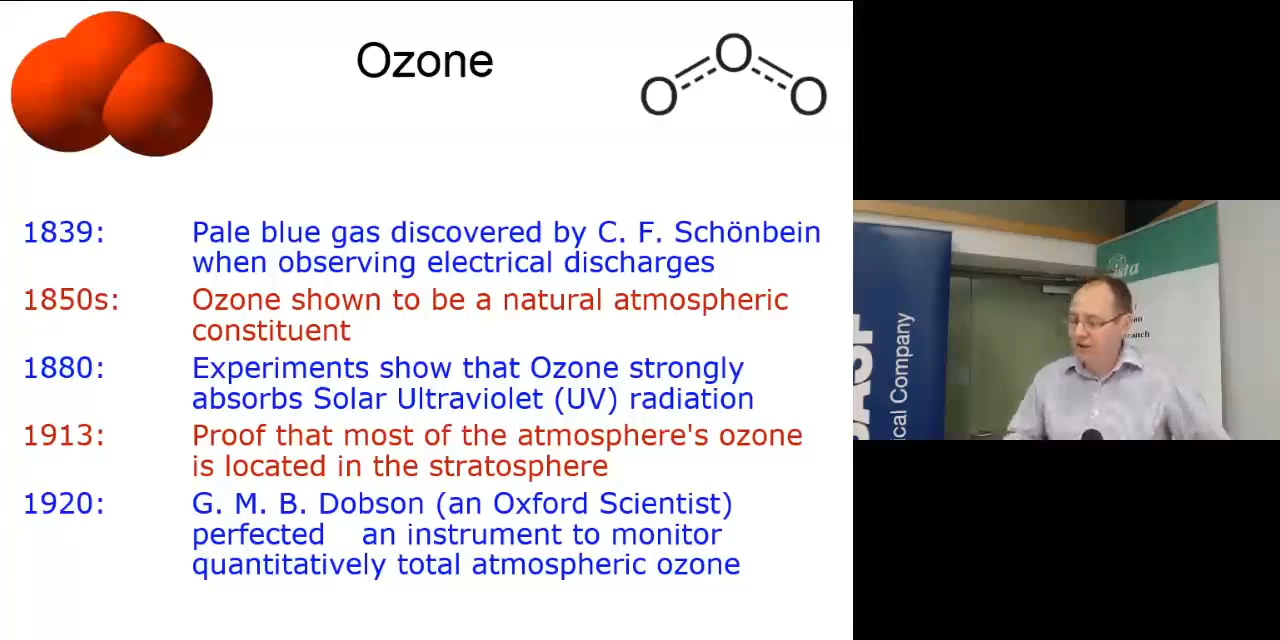 Ozone
O
O
O
1839:
Pale blue gas discovered by C. F. Schönbein
when observing electrical discharges
1850s:
Ozone shown to be a natural atmospheric
constituent
1880:
Experiments show that Ozone strongly
absorbs Solar Ultraviolet (UV) radiation
1913:
Proof that most of the atmosphere's ozone
is located in the stratosphere
1920:
G. M. B. Dobson (an Oxford Scientist)
perfected an instrument to monitor
quantitatively total atmospheric ozone
ical Company
ranch